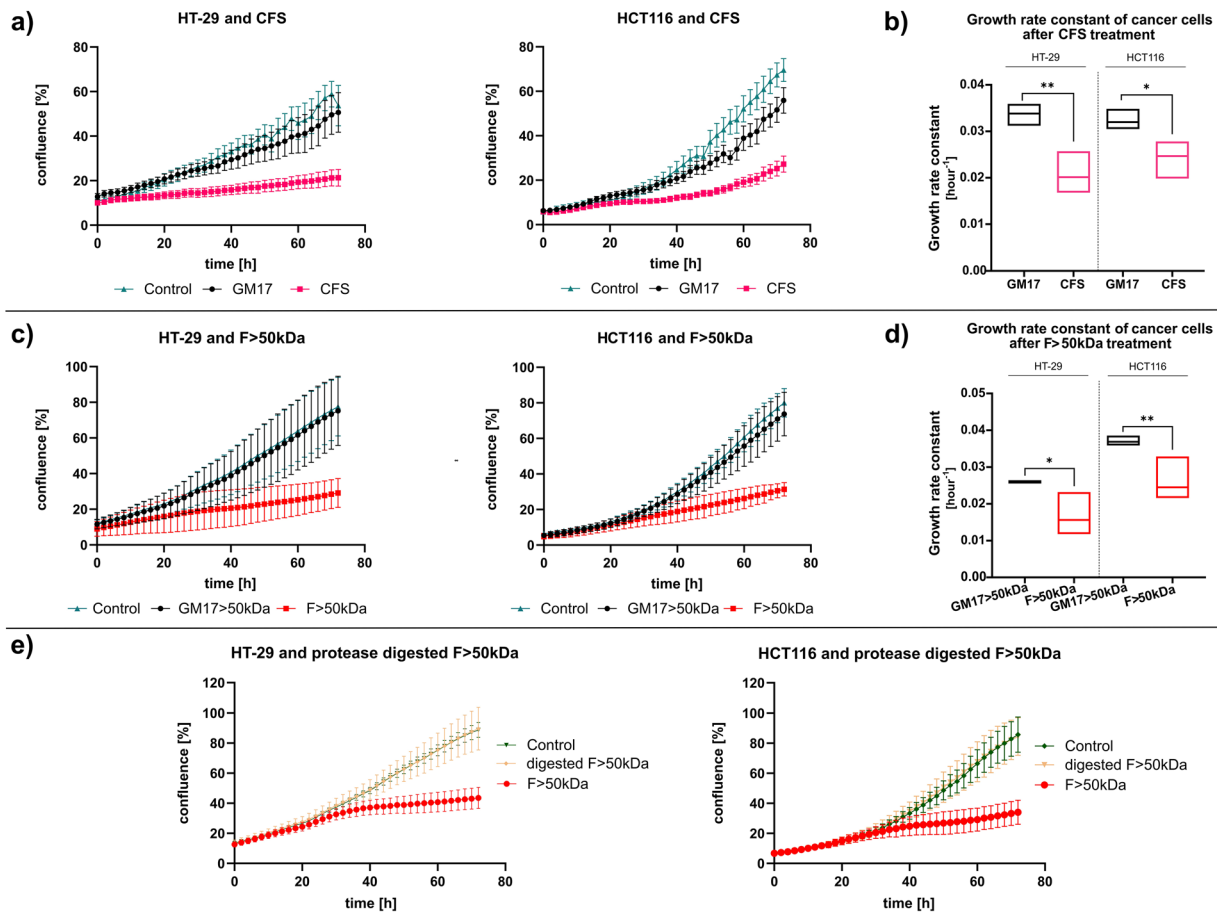 a)
HT-29 and CFS
confluence [%]
80
60
40
20
0
0 20 40 60 80
time [h]
Control GM17 CFS
HCT116 and CFS
confluence [%]
80
60
40
20
0
0 20 40 60 80
time [h]
Control GM17 CFS
b)
Growth rate constant of cancer cells
after CFS treatment
HT-29 HCT116
Growth rate constant
[hour-1]
0.04
0.03
0.02
0.01
0.00
** *
GM17 CFS GM17 CFS
c)
HT-29 and F>50kDa
confluence [%]
100
80
60
40
20
0
0 20 40 60 80
time [h]
Control GM17>50kDa F>50kDa
HCT116 and F>50kDa
confluence [%]
100
80
60
40
20
0
0 20 40 60 80
time [h]
Control GM17>50kDa F>50kDa
-
d)
Growth rate constant of cancer cells
after F>50kDa treatment
HT-29 HCT116
Growth rate constant
[hour-1]
0.05
0.04
0.03
0.02
0.01
0.00
* **
GM17>50kDa F>50kDa GM17>50kDa F>50kDa
e)
HT-29 and protease digested F>50kDa
confluence [%]
120
100
80
60
40
20
0
0 20 40 60 80
time [h]
Control
digested F>50kDa
F>50kDa
HCT116 and protease digested F>50kDa
confluence [%]
120
100
80
60
40
20
0
0 20 40 60 80
time [h]
Control
digested F>50kDa
F>50kDa